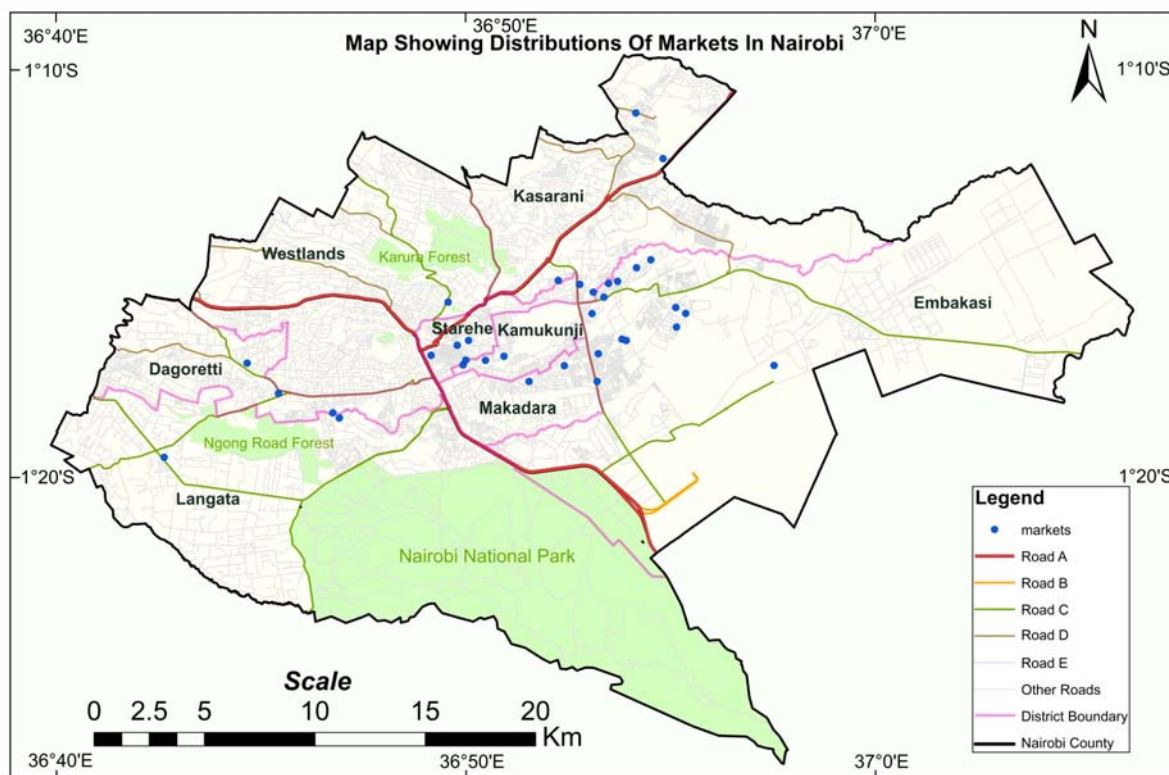 36°40'E
36°50'E
37°0'E
Map Showing Distributions Of Markets In Nairobi
N
1°10'S
1°10'S
Kasarani
Westlands
Karura Forest
Embakasi
Starehe
Kamukunji
Dagoretti
Makadara
Ngong Road Forest
1°20'S
1°20'S
Langata
Nairobi National Park
Legend
markets
Road A
Road B
Road C
Road D
Road E
Other Roads
District Boundary
Nairobi County
Scale
0 2.5 5 10 15 20
Km
36°40'E
36°50'E
37°0'E